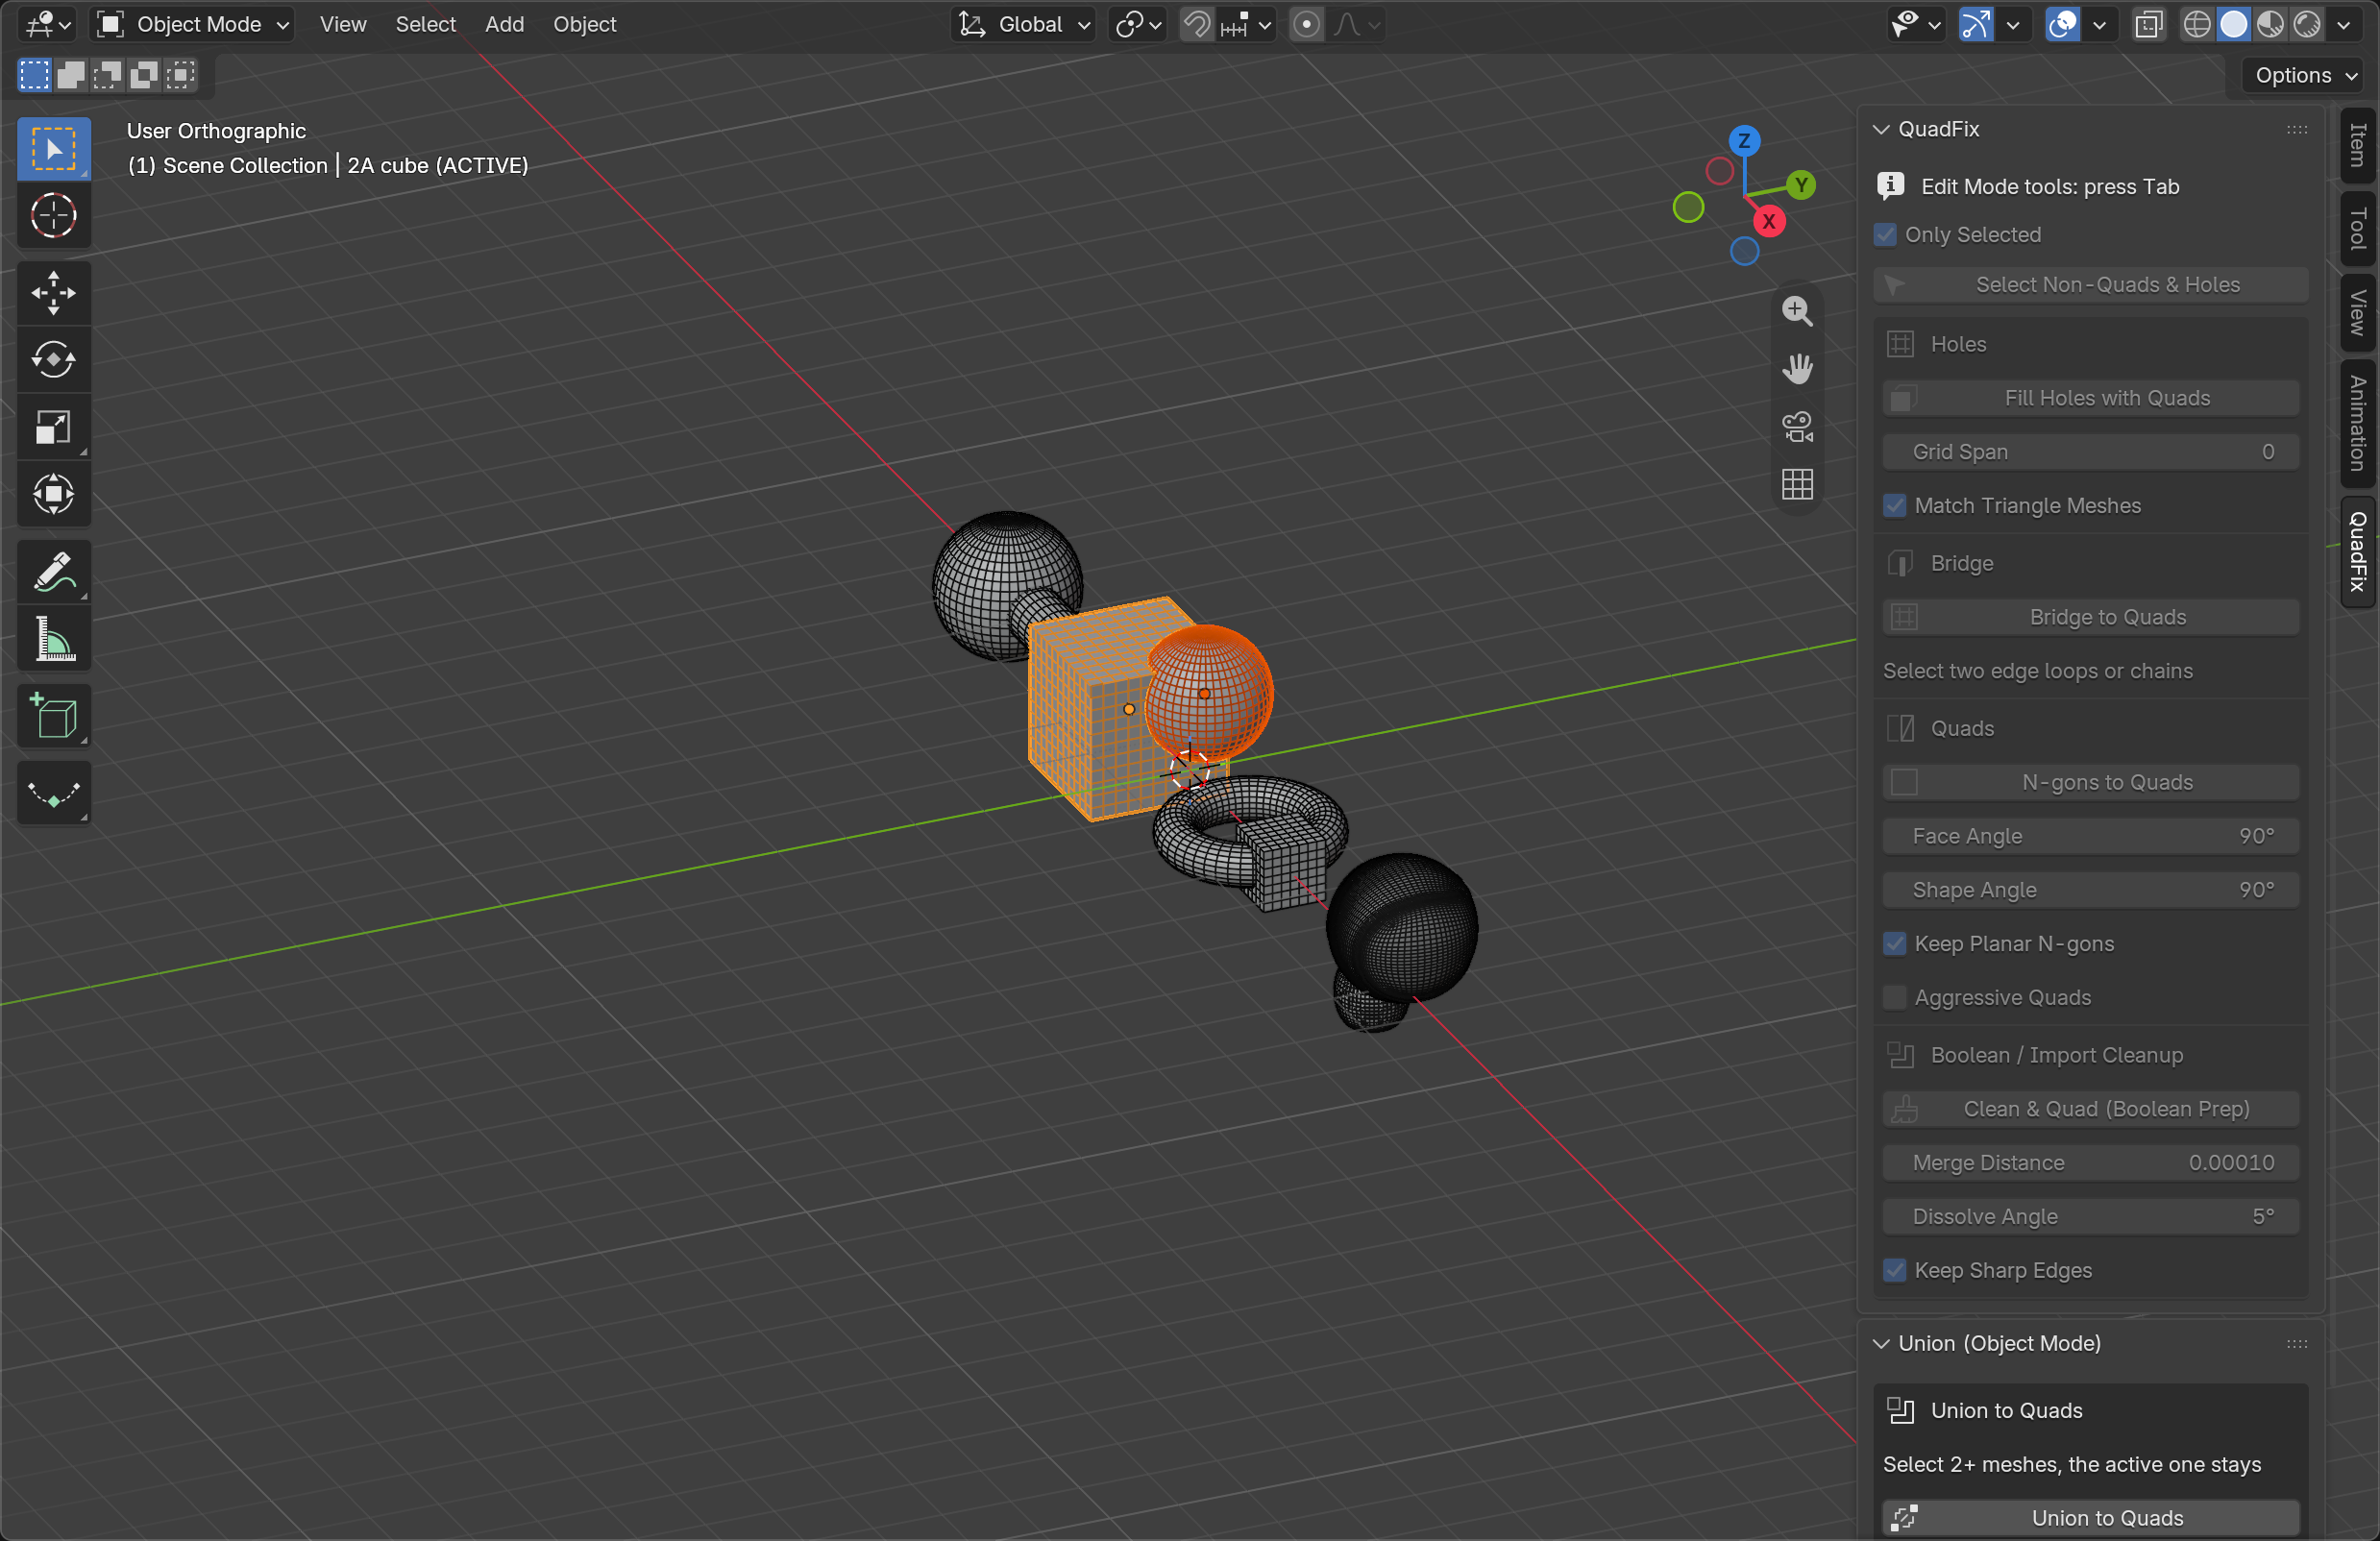 Object Mode
View
Select
Add
Object
Global
Options
User Orthographic
(1) Scene Collection | 2A cube (ACTIVE)
Z
Y
X
QuadFix
Edit Mode tools: press Tab
Only Selected
Select Non-Quads & Holes
Holes
Fill Holes with Quads
Grid Span 0
Match Triangle Meshes
Bridge
Bridge to Quads
Select two edge loops or chains
Quads
N-gons to Quads
Face Angle 90°
Shape Angle 90°
Keep Planar N-gons
Aggressive Quads
Boolean / Import Cleanup
Clean & Quad (Boolean Prep)
Merge Distance 0.00010
Dissolve Angle 5°
Keep Sharp Edges
Union (Object Mode)
Union to Quads
Select 2+ meshes, the active one stays
Union to Quads
Item
Tool
View
Animation
QuadFix